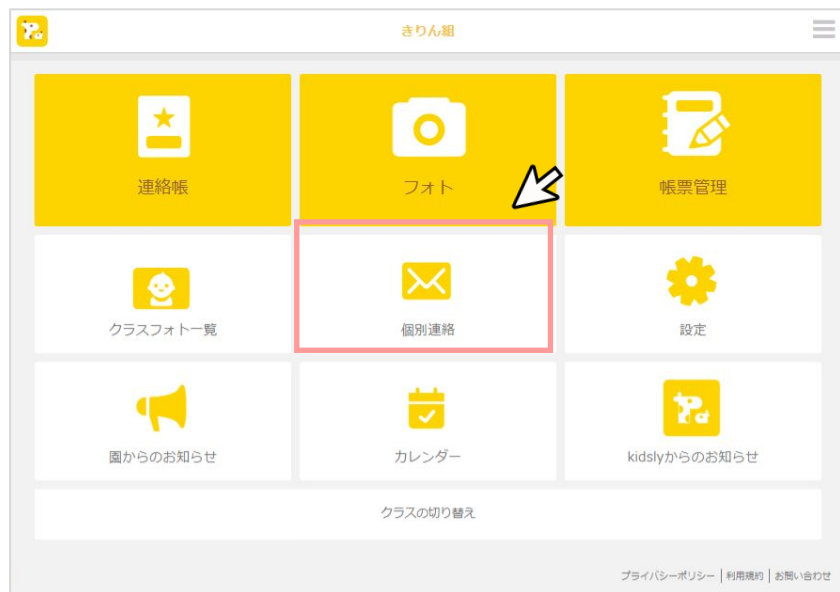 きりん組
連絡帳
フォト
帳票管理
クラスフォト一覧
個別連絡
設定
園からのお知らせ
カレンダー
kidslyからのお知らせ
クラスの切り替え
プライバシーポリシー | 利用規約 | お問い合わせ